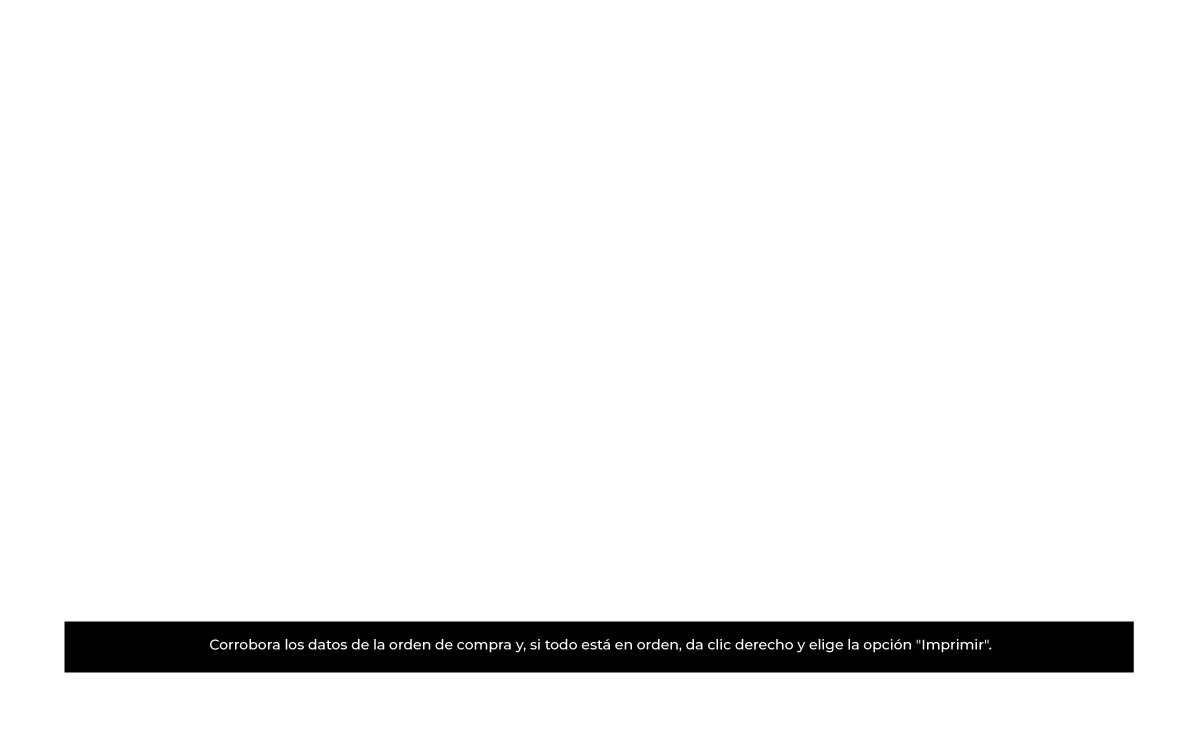 Corrobora los datos de la orden de compra y, si todo está en orden, da clic derecho y elige la opción "Imprimir".